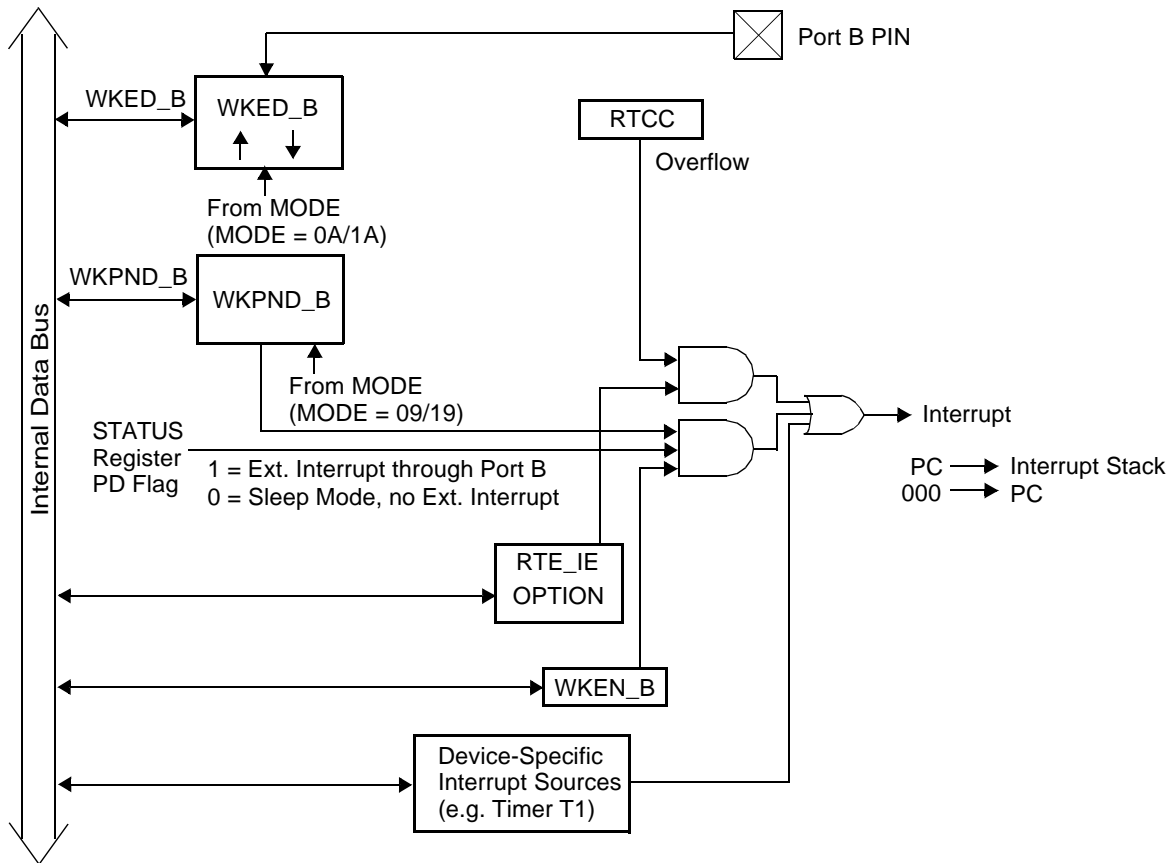 Port B PIN
WKED_B
WKED_B
RTCC
Overflow
From MODE
(MODE = 0A/1A)
WKPND_B
WKPND_B
Internal Data Bus
From MODE
(MODE = 09/19)
STATUS
Register
PD Flag
1 = Ext. Interrupt through Port B
0 = Sleep Mode, no Ext. Interrupt
Interrupt
PC
Interrupt Stack
000
PC
RTE_IE
OPTION
WKEN_B
Device-Specific
Interrupt Sources
(e.g. Timer T1)